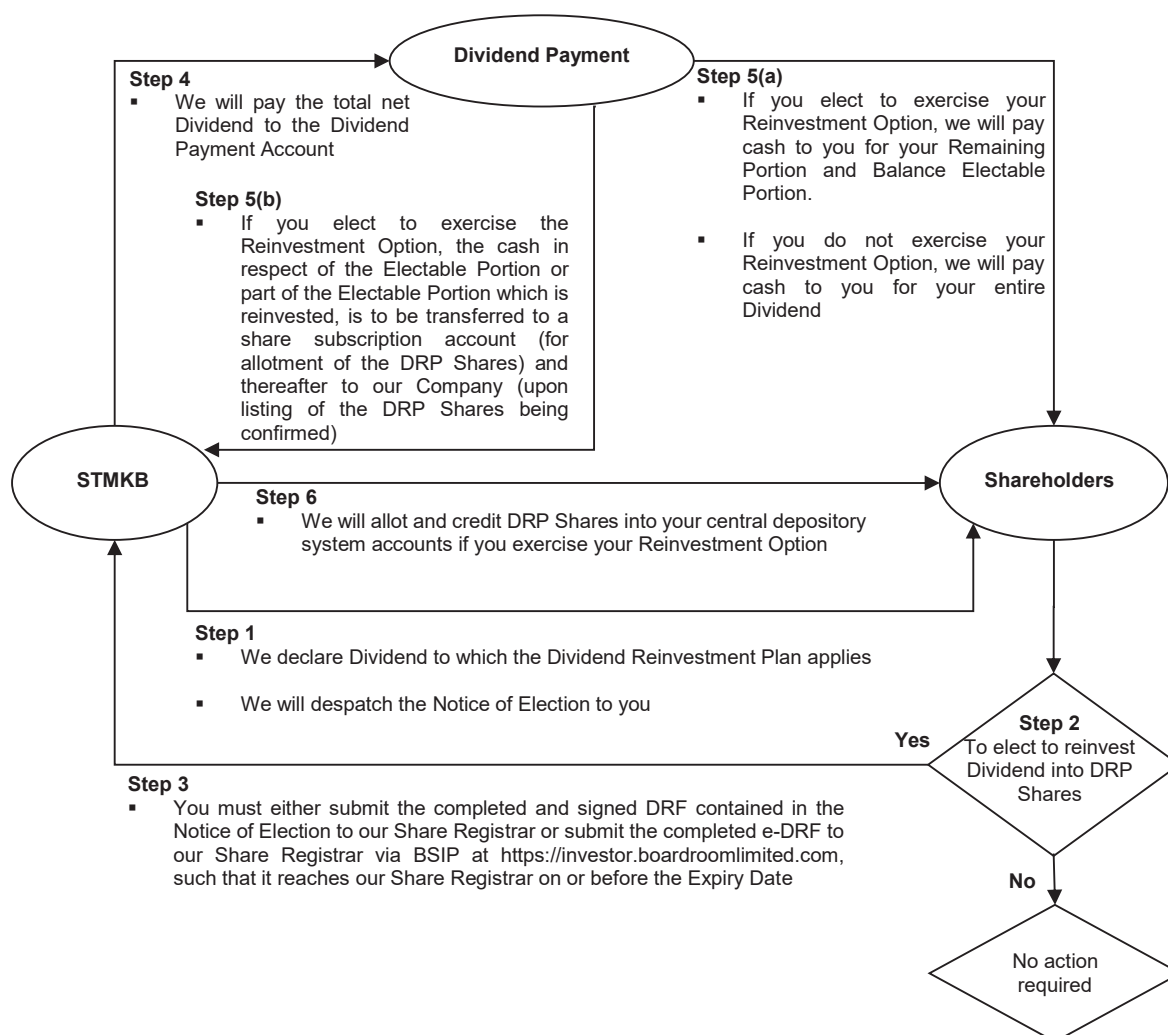 Dividend Payment
Step 4
▪ We will pay the total net
Dividend to the Dividend
Payment Account
Step 5(a)
▪ If you elect to exercise your
Reinvestment Option, we will pay
cash to you for your Remaining
Portion and Balance Electable
Portion.
▪ If you do not exercise your
Reinvestment Option, we will pay
cash to you for your entire
Dividend
Step 5(b)
▪ If you elect to exercise the
Reinvestment Option, the cash in
respect of the Electable Portion or
part of the Electable Portion which is
reinvested, is to be transferred to a
share subscription account (for
allotment of the DRP Shares) and
thereafter to our Company (upon
listing of the DRP Shares being
confirmed)
STMKB
Shareholders
Step 6
▪ We will allot and credit DRP Shares into your central depository
system accounts if you exercise your Reinvestment Option
Step 1
▪ We declare Dividend to which the Dividend Reinvestment Plan applies
▪ We will despatch the Notice of Election to you
Step 2
To elect to reinvest
Dividend into DRP
Shares
Yes
Step 3
▪ You must either submit the completed and signed DRF contained in the
Notice of Election to our Share Registrar or submit the completed e-DRF to
our Share Registrar via BSIP at https://investor.boardroomlimited.com,
such that it reaches our Share Registrar on or before the Expiry Date
No
No action
required